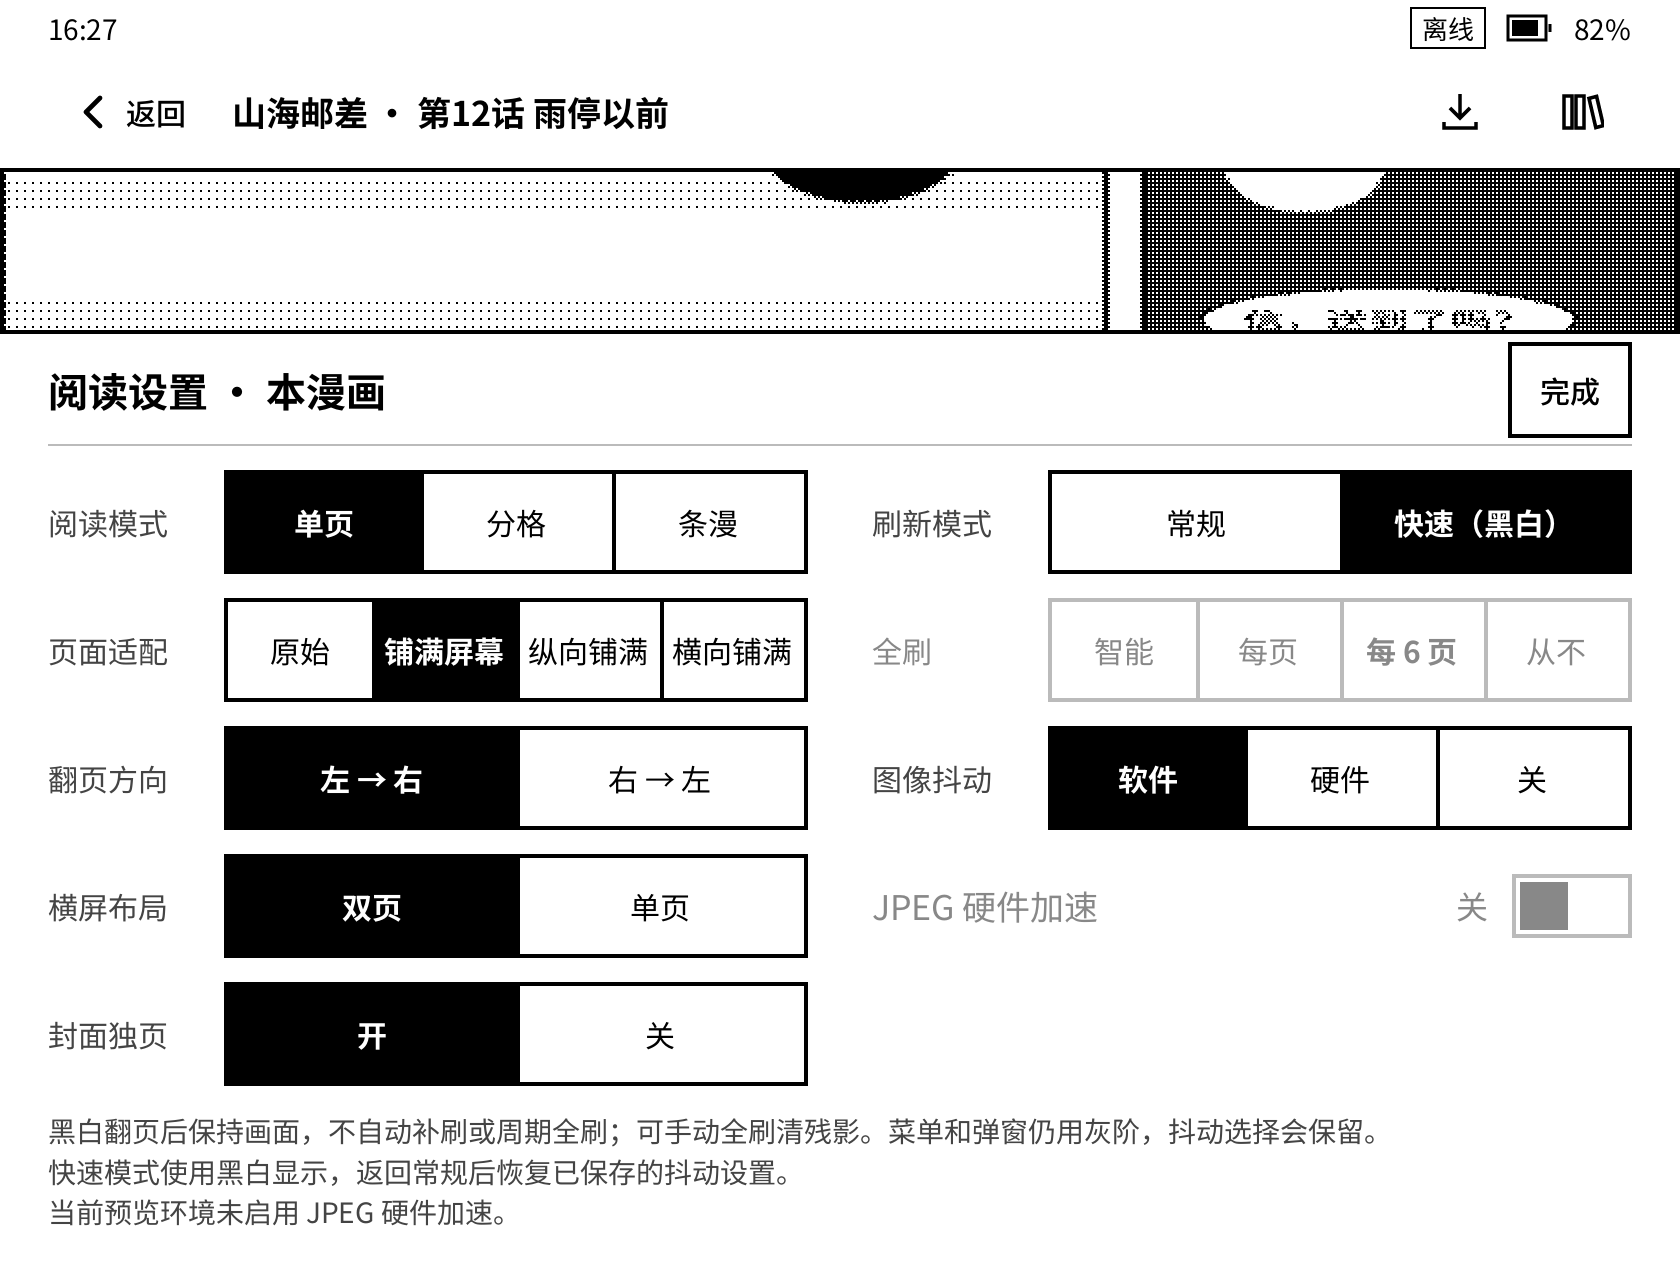 16:27 离线 82%
返回 山海邮差 · 第12话 雨停以前
信，送到了吗？
阅读设置 · 本漫画 完成
阅读模式 单页 分格 条漫 刷新模式 常规 快速（黑白）
页面适配 原始 铺满屏幕 纵向铺满 横向铺满 全刷 智能 每页 每 6 页 从不
翻页方向 左→右 右→左 图像抖动 软件 硬件 关
横屏布局 双页 单页 JPEG 硬件加速 关
封面独页 开 关
黑白翻页后保持画面，不自动补刷或周期全刷；可手动全刷清残影。菜单和弹窗仍用灰阶，抖动选择会保留。
快速模式使用黑白显示，返回常规后恢复已保存的抖动设置。
当前预览环境未启用 JPEG 硬件加速。